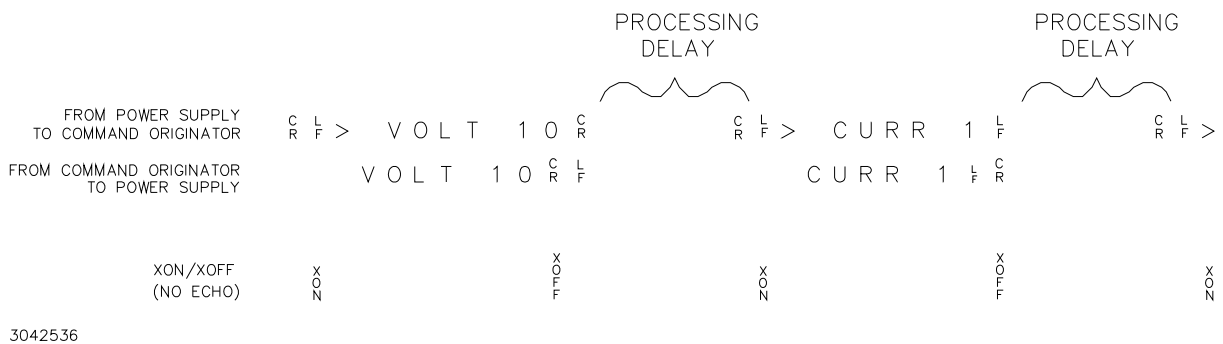 PROCESSING DELAY PROCESSING DELAY
FROM POWER SUPPLY TO COMMAND ORIGINATOR CR LF > VOLT 10 CR CR LF > CURR 1 LF CR LF >
FROM COMMAND ORIGINATOR TO POWER SUPPLY VOLT 10 CR LF CURR 1 LF CR
XON/XOFF (NO ECHO) XON XOFF XON XOFF XON
3042536